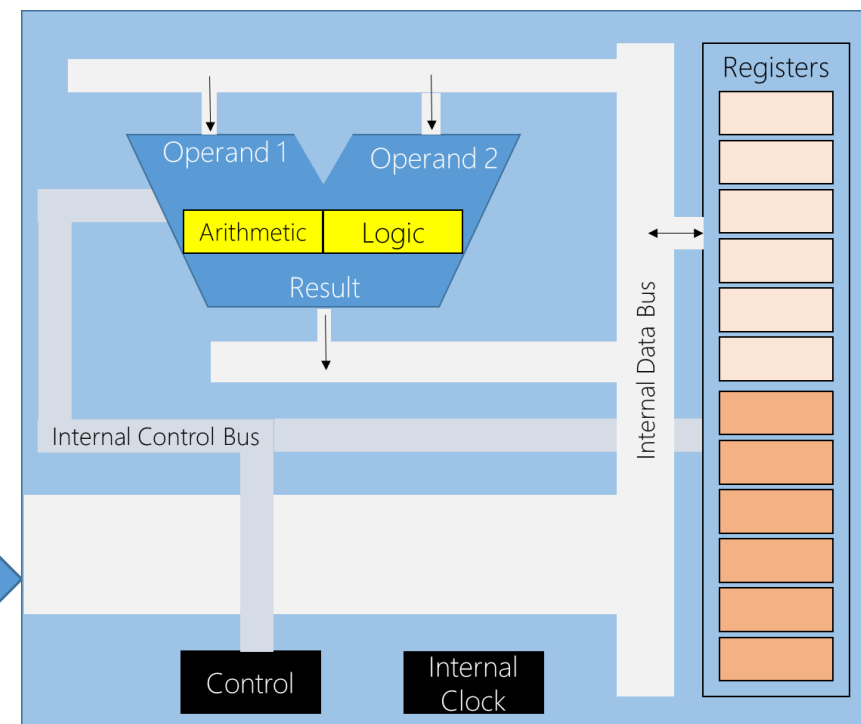 Registers
Operand 1
Operand 2
Arithmetic
Logic
Result
Internal Data Bus
Internal Control Bus
Control
Internal
Clock